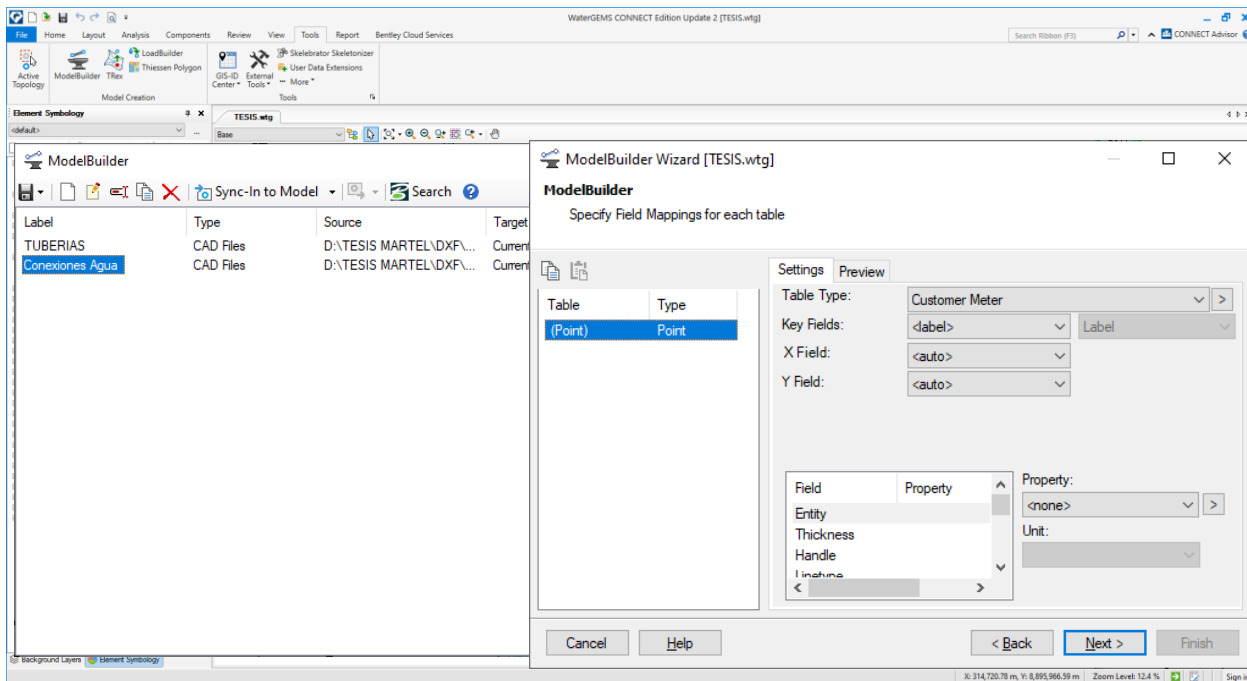 WaterGEMS CONNECT Edition Update 2 [TESIS.wtg]
File Home Layout Analysis Components Review View Tools Report Bentley Cloud Services
Search Ribbon (F3) CONNECT Advisor
Active Topology
ModelBuilder
TRex
LoadBuilder
Thiessen Polygon
Model Creation
GIS-ID Center
External Tools
Skelebrator Skeletonizer
User Data Extensions
More
Tools
Element Symbology
<default>
TESIS.wtg
Base
ModelBuilder
Sync-In to Model Search
Label Type Source Target
TUBERIAS CAD Files D:\TESIS MARTEL\DXF\... Current
Conexiones Agua CAD Files D:\TESIS MARTEL\DXF\... Current
ModelBuilder Wizard [TESIS.wtg]
ModelBuilder
Specify Field Mappings for each table
Table Type
(Point) Point
Settings Preview
Table Type: Customer Meter >
Key Fields: <label> Label
X Field: <auto>
Y Field: <auto>
Field Property
Entity
Thickness
Handle
Linetype
Property:
<none> >
Unit:
Cancel Help < Back Next > Finish
Background Layers Element Symbology
X: 314,720.78 m, Y: 8,895,966.59 m Zoom Level: 12.4 % Sign in